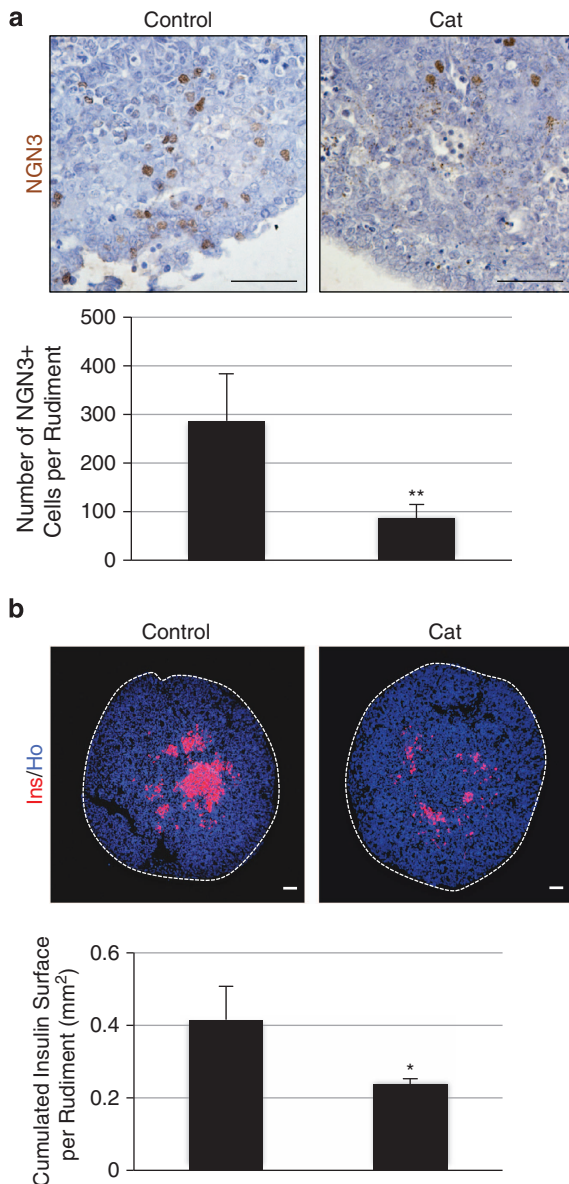 a
Control
Cat
NGN3
500
400
300
200
100
0
Number of NGN3+
Cells per Rudiment
**
b
Control
Cat
Ins/Ho
0.6
0.4
0.2
0
Cumulated Insulin Surface
per Rudiment (mm²)
*